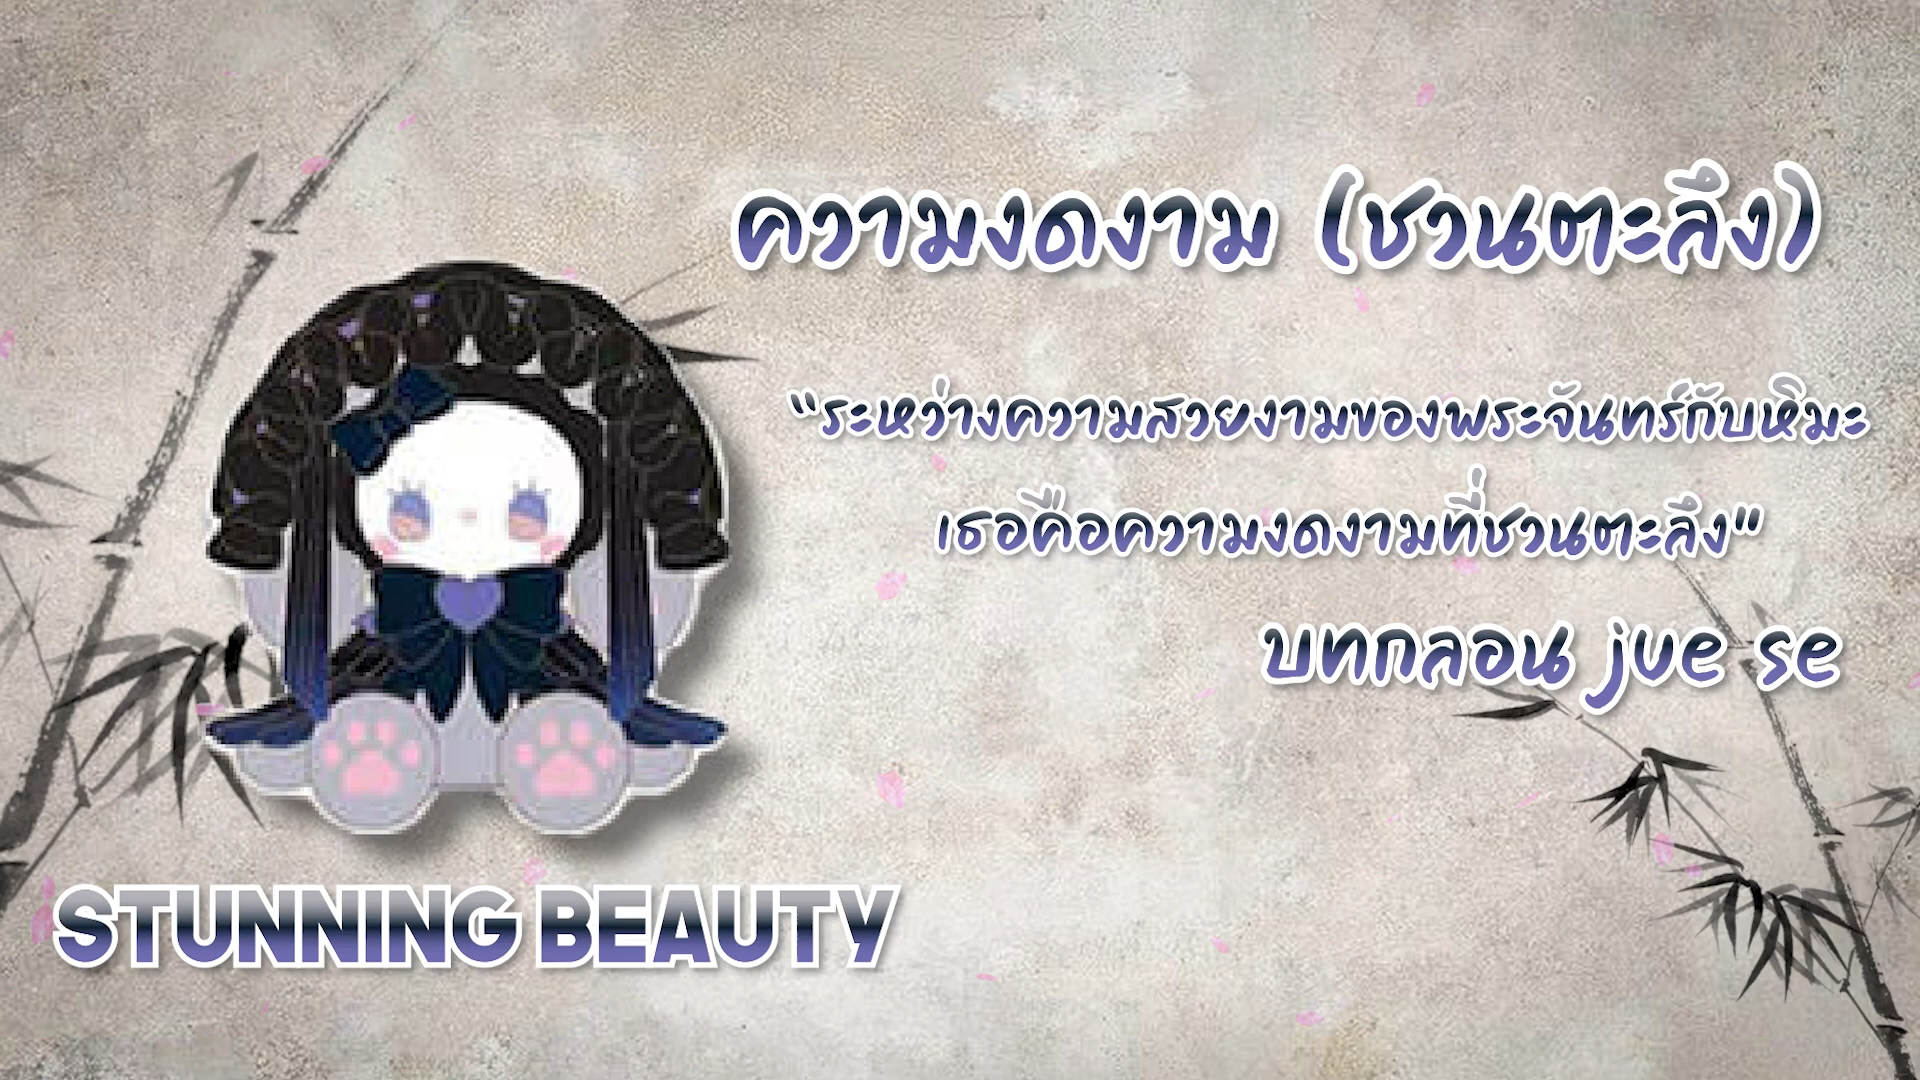 ความงดงาม (ชวนตะลึง)
“ระหว่างความสวยงามของพระจันทร์กับหิมะ
เธอคือความงดงามที่ชวนตะลึง"
บทกลอน jue se
STUNNING BEAUTY